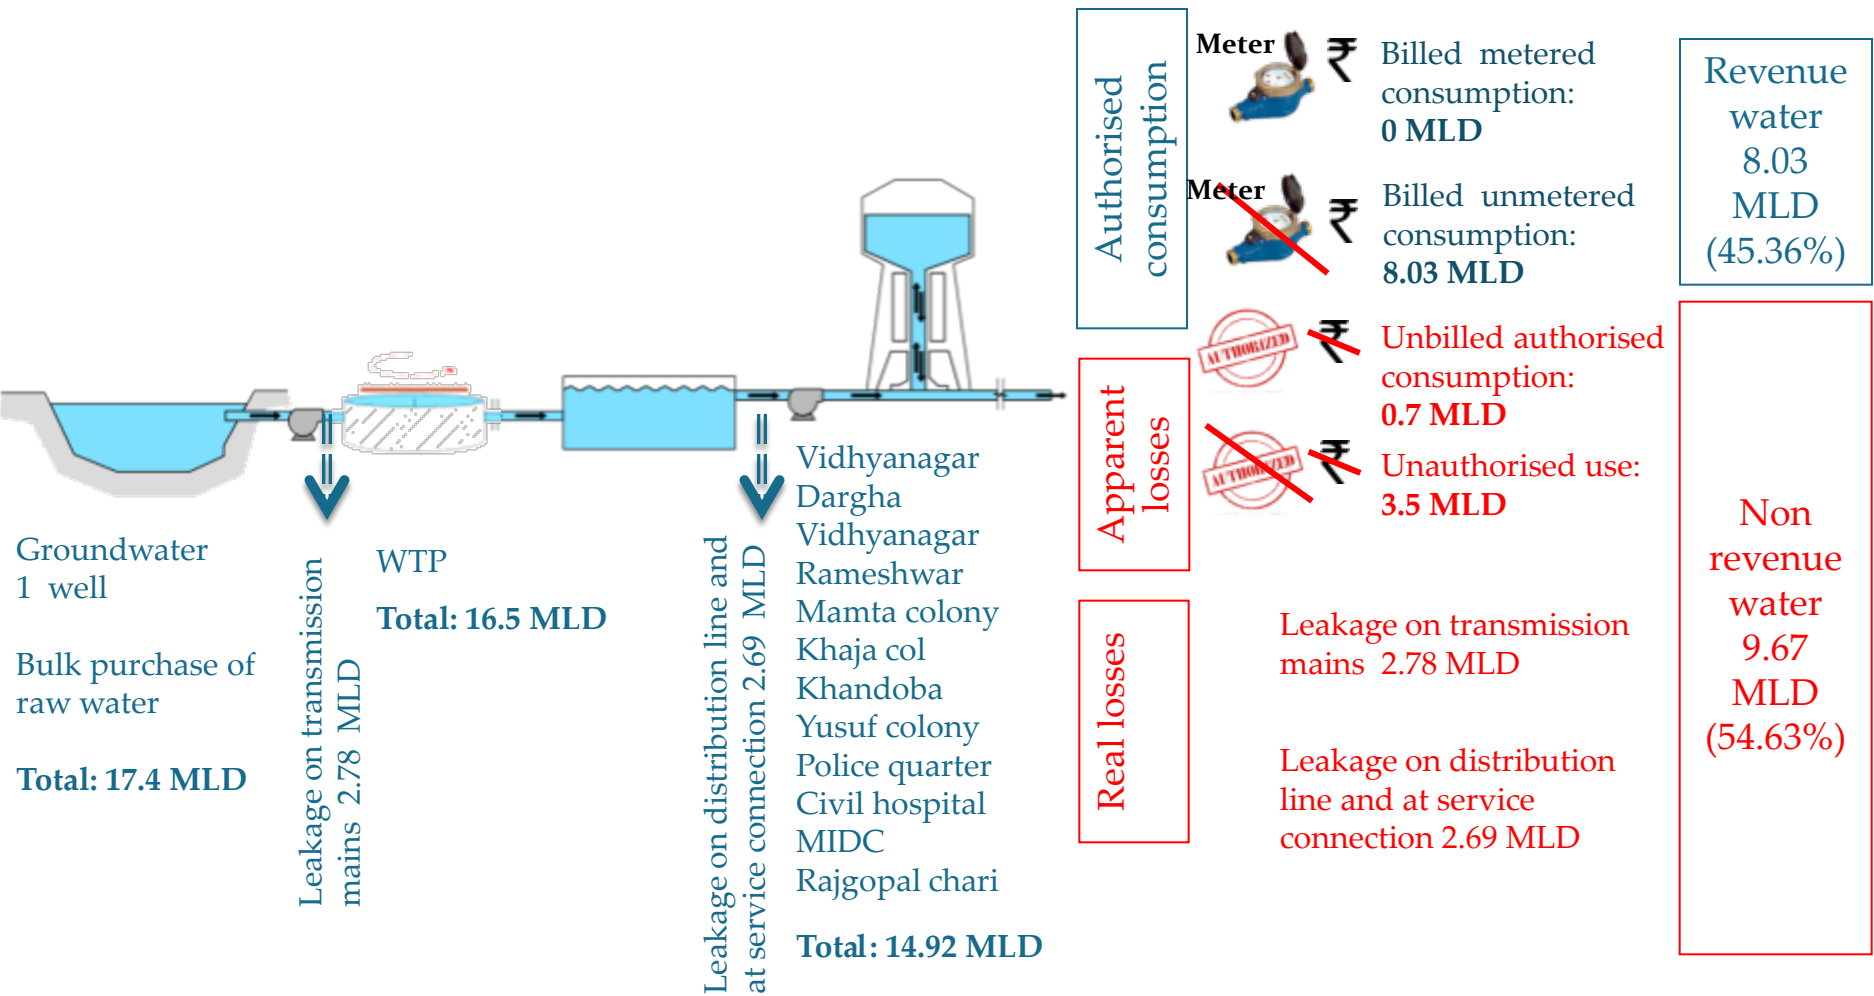 Groundwater
1 well
Bulk purchase of
raw water
Total: 17.4 MLD
Leakage on transmission
mains 2.78 MLD
WTP
Total: 16.5 MLD
Leakage on distribution line and
at service connection 2.69 MLD
Vidhyanagar
Dargha
Vidhyanagar
Rameshwar
Mamta colony
Khaja col
Khandoba
Yusuf colony
Police quarter
Civil hospital
MIDC
Rajgopal chari
Total: 14.92 MLD
Authorised
consumption
Meter
₹
Billed metered
consumption:
0 MLD
Meter
₹
Billed unmetered
consumption:
8.03 MLD
Apparent
losses
AUTHORIZED
₹
Unbilled authorised
consumption:
0.7 MLD
AUTHORIZED
₹
Unauthorised use:
3.5 MLD
Real losses
Leakage on transmission
mains 2.78 MLD
Leakage on distribution
line and at service
connection 2.69 MLD
Revenue
water
8.03
MLD
(45.36%)
Non
revenue
water
9.67
MLD
(54.63%)